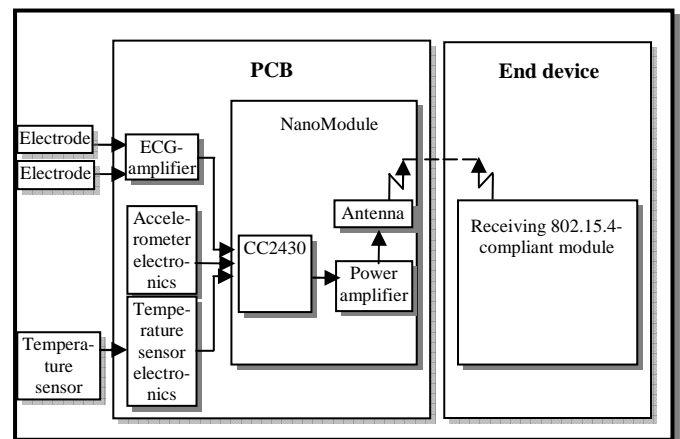 PCB
End device
NanoModule
Electrode
Electrode
ECG-
amplifier
Antenna
Receiving 802.15.4-
compliant module
Accele-
rometer
electro-
nics
CC2430
Power
amplifier
Tempe-
rature
sensor
electro-
nics
Tempera-
ture
sensor